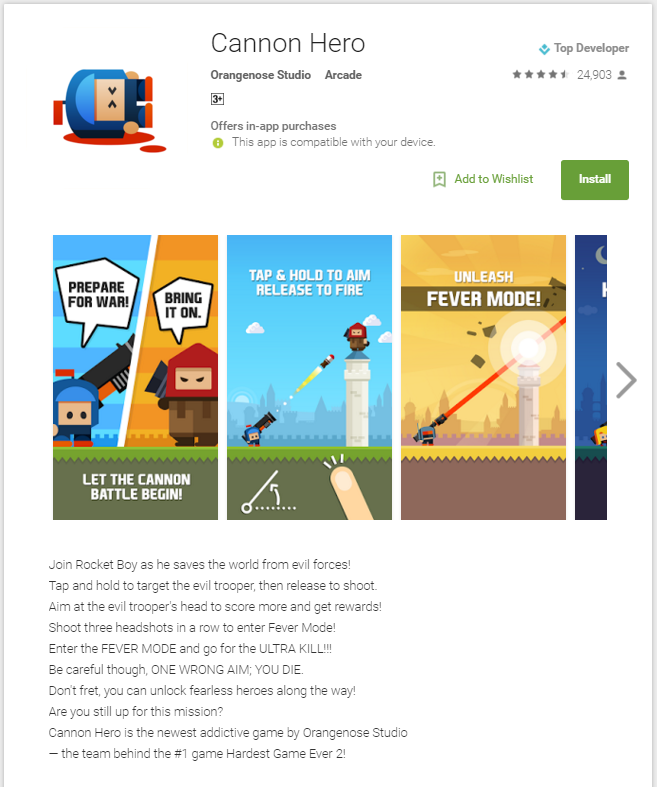 Cannon Hero
Top Developer
Orangenose Studio Arcade
24,903
3+
Offers in-app purchases
This app is compatible with your device.
Add to Wishlist
Install
PREPARE
FOR WAR!
BRING
IT ON.
LET THE CANNON
BATTLE BEGIN!
TAP & HOLD TO AIM
RELEASE TO FIRE
UNLEASH
FEVER MODE!
Join Rocket Boy as he saves the world from evil forces!
Tap and hold to target the evil trooper, then release to shoot.
Aim at the evil trooper's head to score more and get rewards!
Shoot three headshots in a row to enter Fever Mode!
Enter the FEVER MODE and go for the ULTRA KILL!!!
Be careful though, ONE WRONG AIM; YOU DIE.
Don't fret, you can unlock fearless heroes along the way!
Are you still up for this mission?
Cannon Hero is the newest addictive game by Orangenose Studio
— the team behind the #1 game Hardest Game Ever 2!